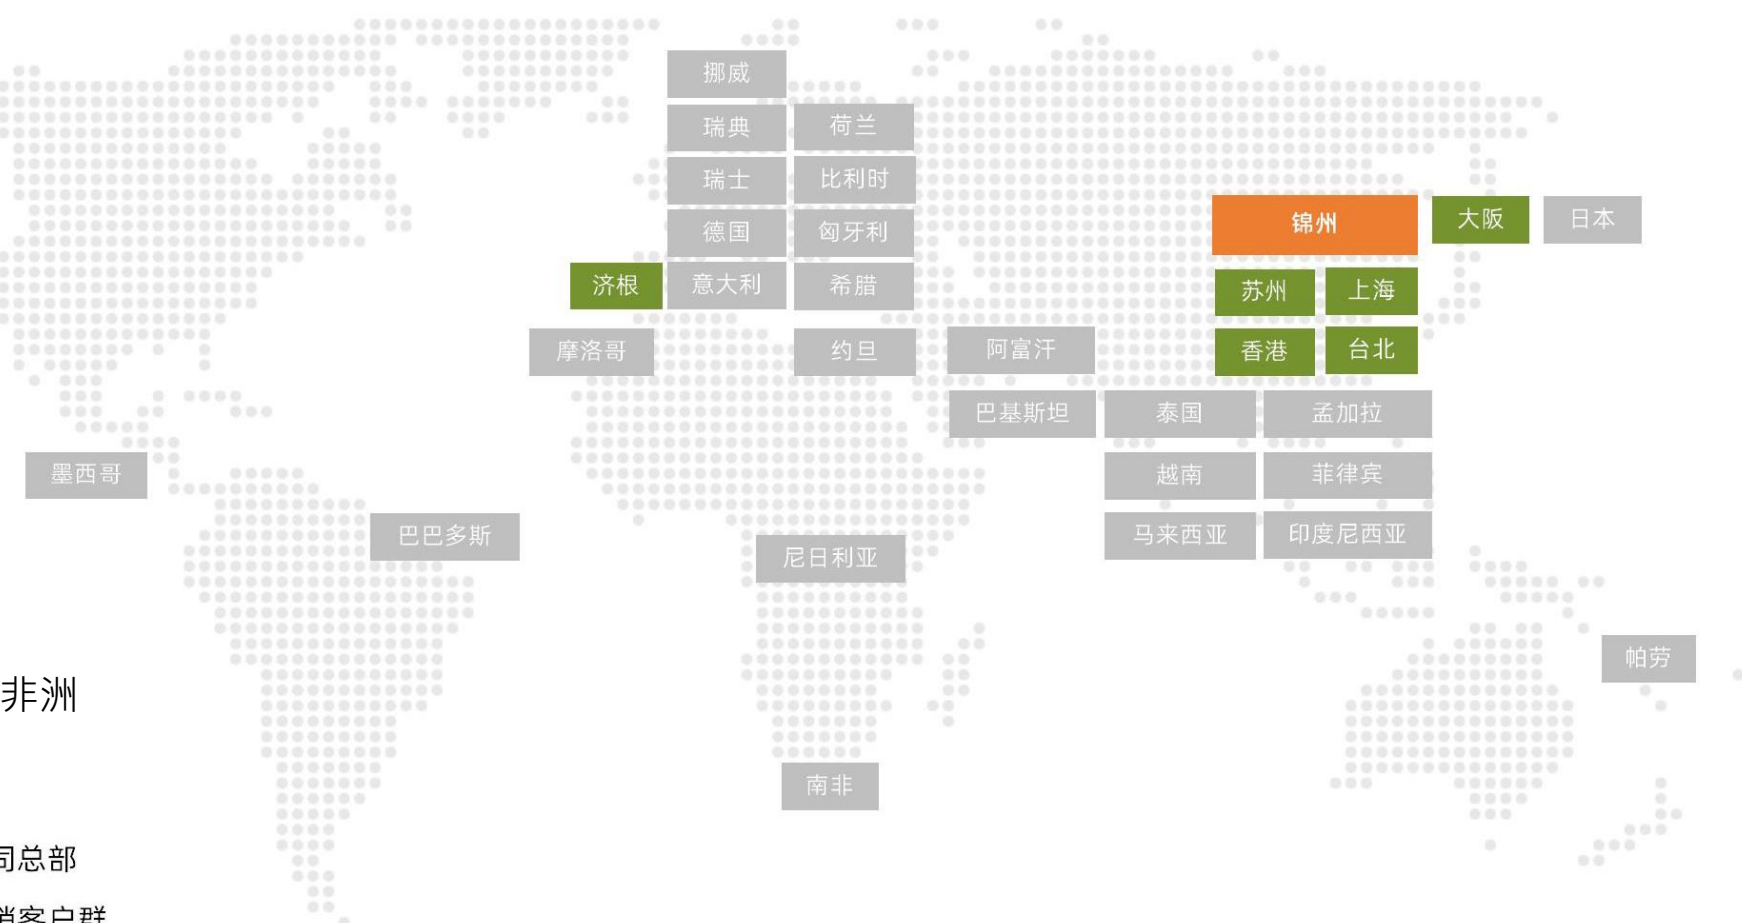 挪威
瑞典
荷兰
瑞士
比利时
锦州
大阪
日本
德国
匈牙利
济根
意大利
希腊
苏州
上海
摩洛哥
约旦
阿富汗
香港
台北
巴基斯坦
泰国
孟加拉
墨西哥
越南
菲律宾
巴巴多斯
马来西亚
印度尼西亚
尼日利亚
帕劳
非洲
南非
司总部
销客户群